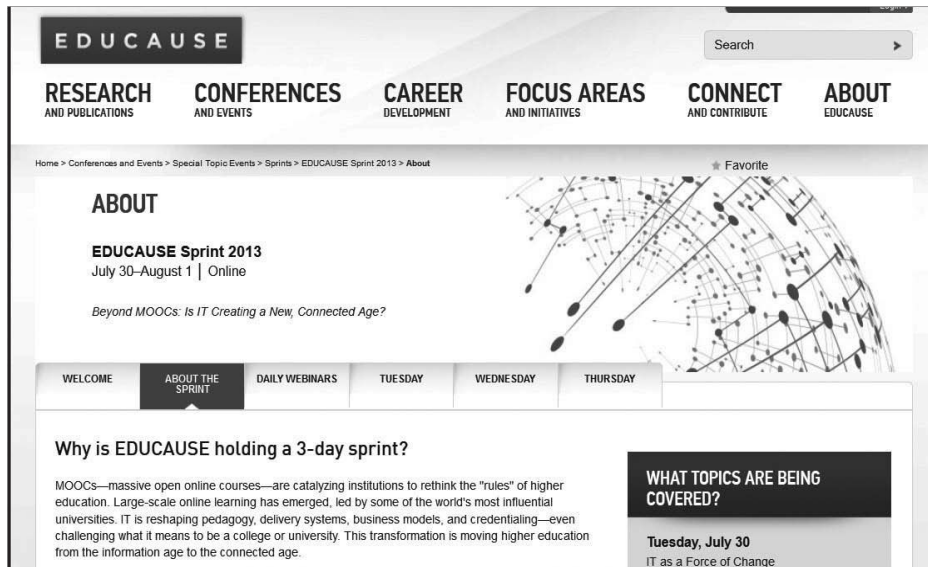 Login >
EDUCAUSE
Search
RESEARCH CONFERENCES CAREER FOCUS AREAS CONNECT ABOUT
AND PUBLICATIONS AND EVENTS DEVELOPMENT AND INITIATIVES AND CONTRIBUTE EDUCAUSE
Home > Conferences and Events > Special Topic Events > Sprints > EDUCAUSE Sprint 2013 > About
Favorite
ABOUT
EDUCAUSE Sprint 2013
July 30–August 1 | Online
Beyond MOOCs: Is IT Creating a New, Connected Age?
WELCOME ABOUT THE SPRINT DAILY WEBINARS TUESDAY WEDNESDAY THURSDAY
Why is EDUCAUSE holding a 3-day sprint?
MOOCs—massive open online courses—are catalyzing institutions to rethink the "rules" of higher
education. Large-scale online learning has emerged, led by some of the world's most influential
universities. IT is reshaping pedagogy, delivery systems, business models, and credentialing—even
challenging what it means to be a college or university. This transformation is moving higher education
from the information age to the connected age.
WHAT TOPICS ARE BEING
COVERED?
Tuesday, July 30
IT as a Force of Change